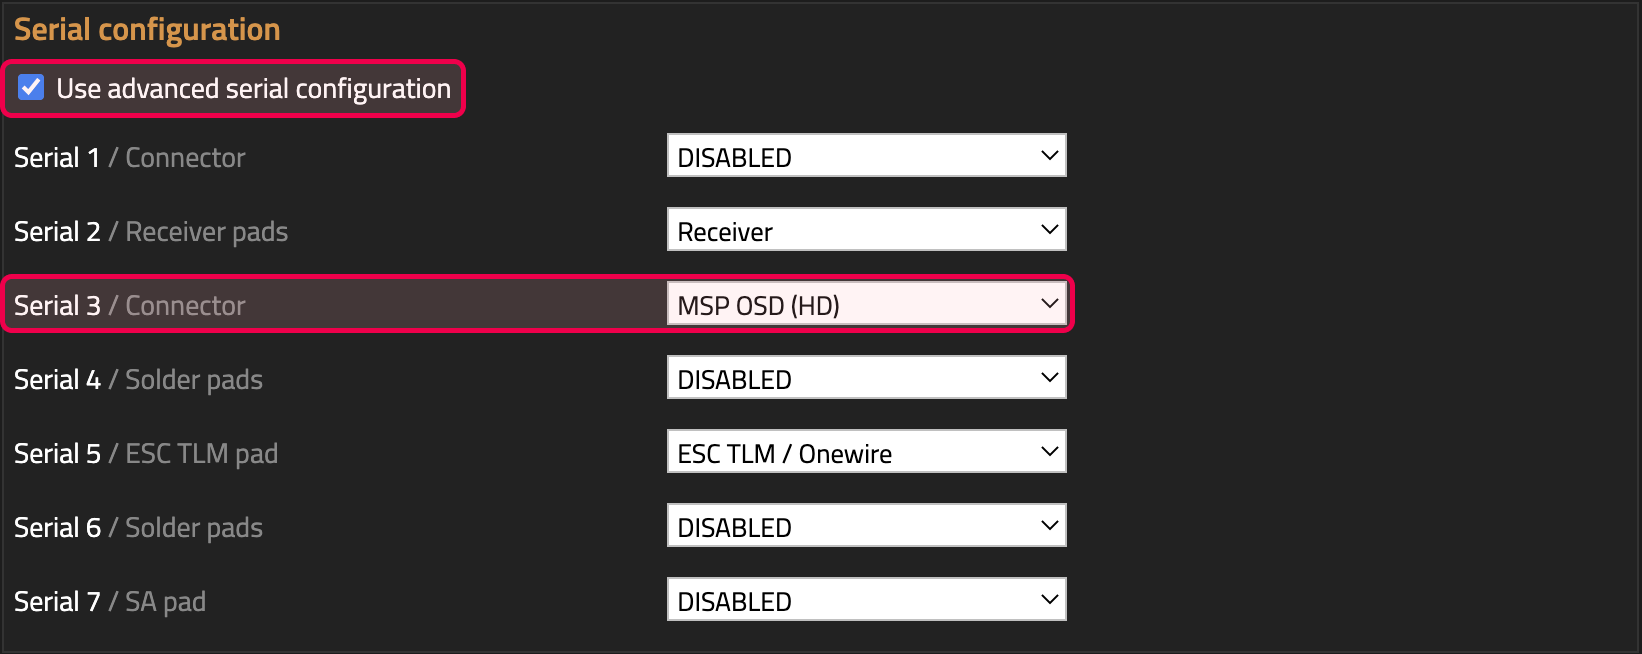 Serial configuration
Use advanced serial configuration
Serial 1 / Connector DISABLED
Serial 2 / Receiver pads Receiver
Serial 3 / Connector MSP OSD (HD)
Serial 4 / Solder pads DISABLED
Serial 5 / ESC TLM pad ESC TLM / Onewire
Serial 6 / Solder pads DISABLED
Serial 7 / SA pad DISABLED